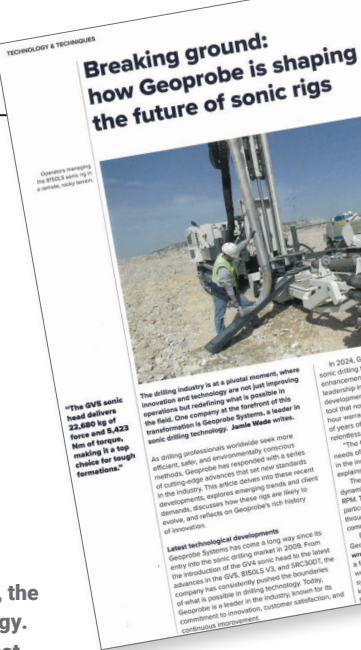 TECHNOLOGY & TECHNIQUES
Breaking ground:
how Geoprobe is shaping
the future of sonic rigs
Operators managing
the 8150LS sonic rig in
a remote, rocky terrain.
"The GV5 sonic
head delivers
22,680 kg of
force and 5,423
Nm of torque,
making it a top
choice for tough
formations."
The drilling industry is at a pivotal moment, where
innovation and technology are not just improving
operations but redefining what is possible in
the field. One company at the forefront of this
transformation is Geoprobe Systems, a leader in
sonic drilling technology. Jamie Wade writes.
As drilling professionals worldwide seek more
efficient, safer, and environmentally conscious
methods, Geoprobe has responded with a series
of cutting-edge advances that set new standards
in the industry. This article delves into these recent
developments, explores emerging trends and client
demands, discusses how these rigs are likely to
evolve, and reflects on Geoprobe's rich history
of innovation.
Latest technological developments
Geoprobe Systems has come a long way since its
entry into the sonic drilling market in 2009. From
the introduction of the GV4 sonic head to the latest
advances in the GV5, 8150LS V3, and SRC300T, the
company has consistently pushed the boundaries
of what is possible in drilling technology. Today,
Geoprobe is a leader in the industry, known for its
commitment to innovation, customer satisfaction, and
continuous improvement.
In 2024, G
sonic drilling
enhancement
leadership in
development
tool that no
hour warra
of years of
relentless
"The
needs of
in the w
explain
The
dynam
RPM. T
partic
throu
com
, the
gy.